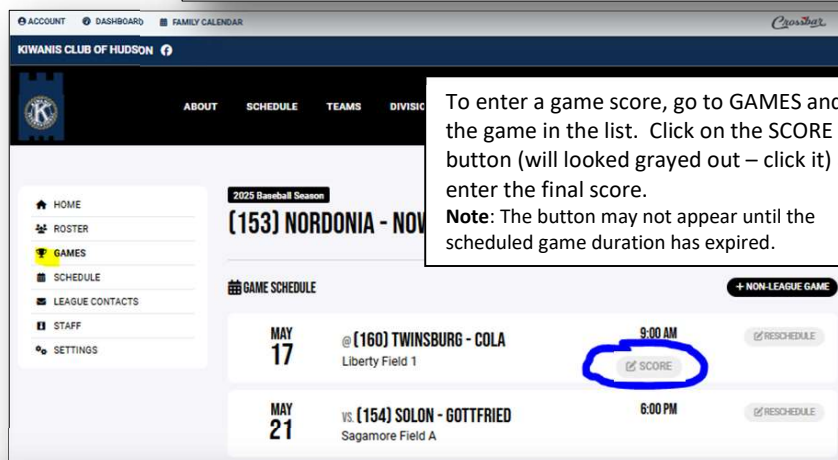 ACCOUNT DASHBOARD FAMILY CALENDAR Crossbar
KIWANIS CLUB OF HUDSON
K
ABOUT SCHEDULE TEAMS
To enter a game score, go to GAMES and
the game in the list. Click on the SCORE
button (will looked grayed out – click it)
enter the final score.
Note: The button may not appear until the
scheduled game duration has expired.
HOME
ROSTER
GAMES
SCHEDULE
LEAGUE CONTACTS
STAFF
SETTINGS
2025 Baseball Season
(153) NORDONIA -
GAME SCHEDULE + NON-LEAGUE GAME
MAY
17
@ (160) TWINSBURG - COLA
Liberty Field 1
9:00 AM
SCORE
RESCHEDULE
MAY
21
VS. (154) SOLON - GOTTFRIED
Sagamore Field A
6:00 PM
RESCHEDULE